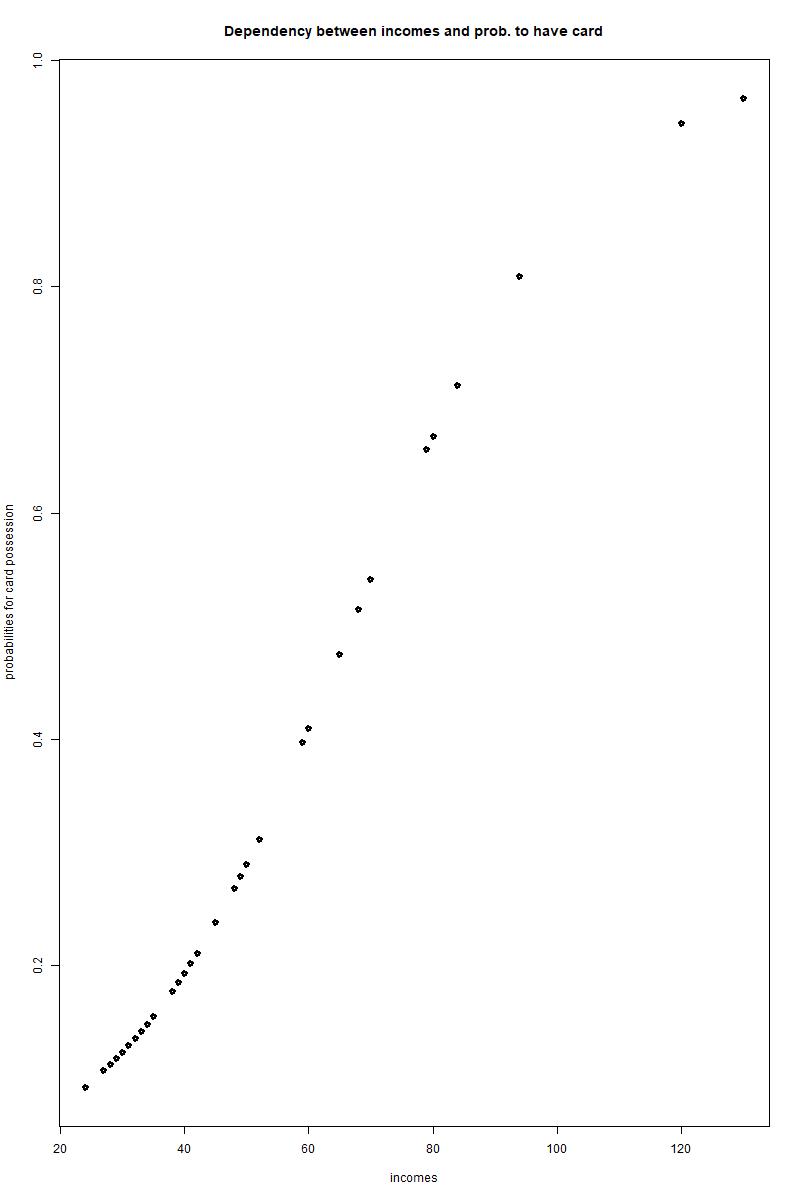 Dependency between incomes and prob. to have card
probabilities for card possession
1.0
0.8
0.6
0.4
0.2
20 40 60 80 100 120
incomes